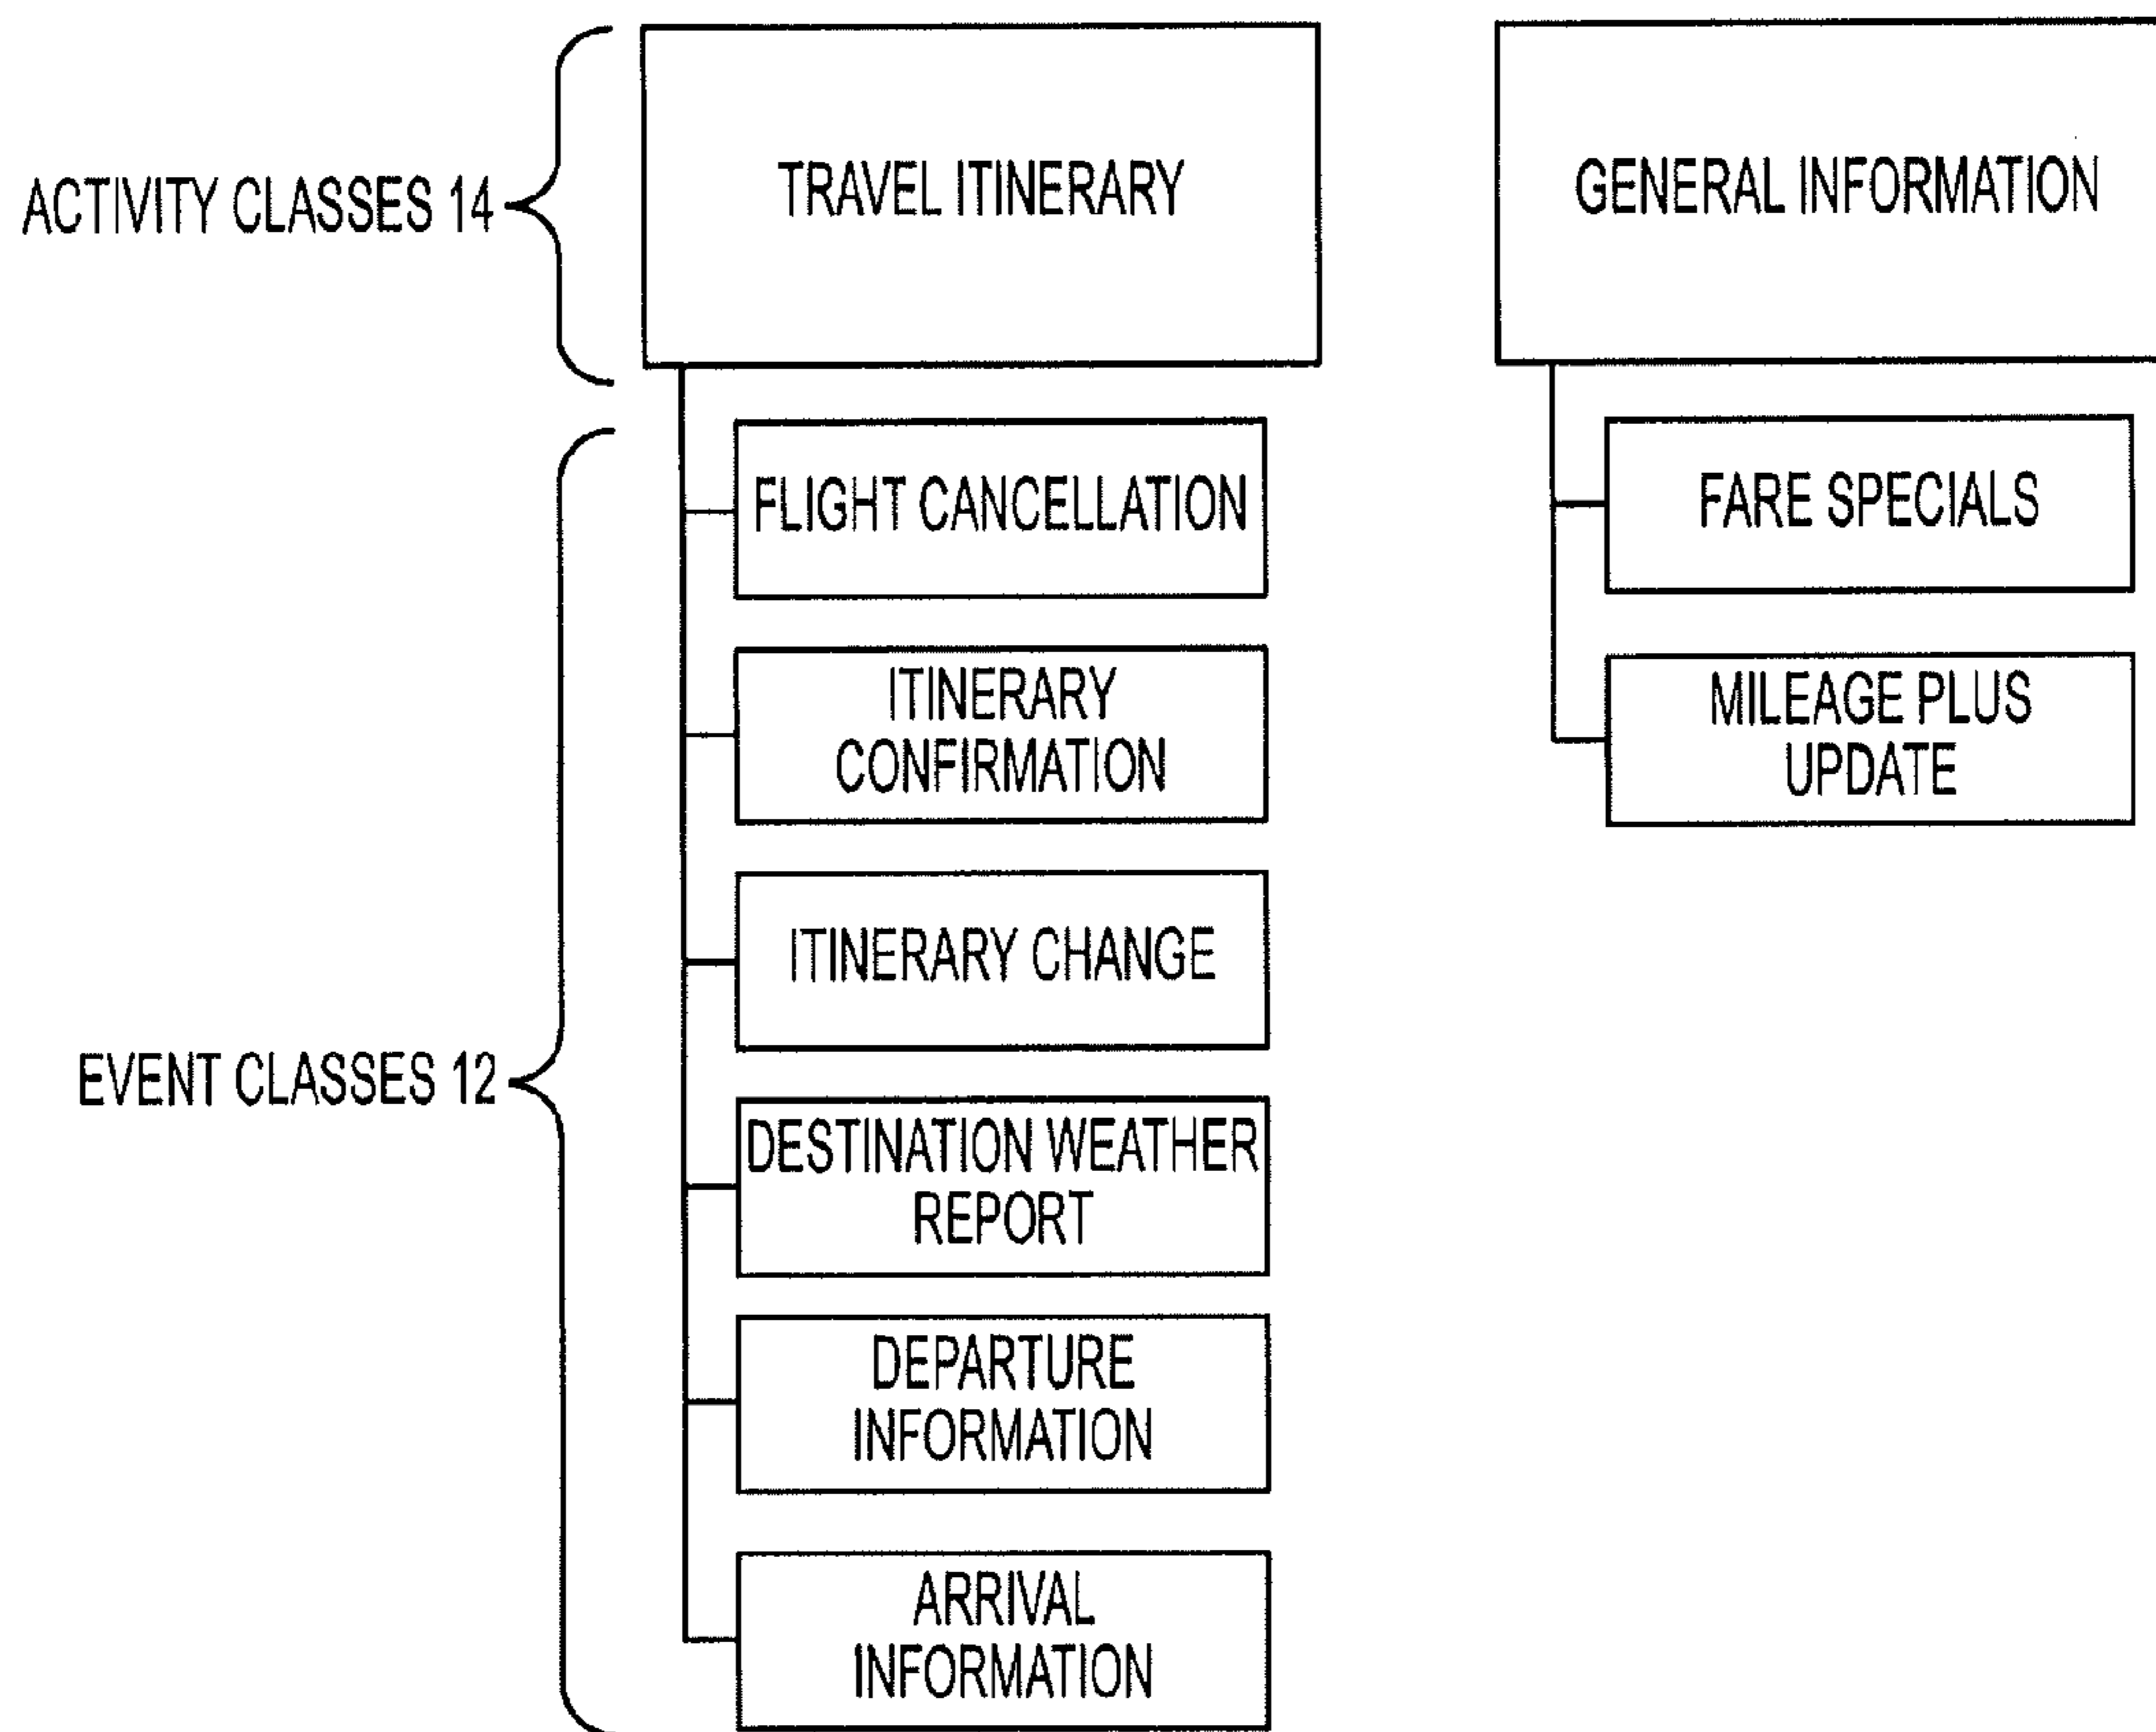 ACTIVITY CLASSES 14
TRAVEL ITINERARY
FLIGHT CANCELLATION
ITINERARY
CONFIRMATION
ITINERARY CHANGE
EVENT CLASSES 12
DESTINATION WEATHER
REPORT
DEPARTURE
INFORMATION
ARRIVAL
INFORMATION
GENERAL INFORMATION
FARE SPECIALS
MILEAGE PLUS
UPDATE